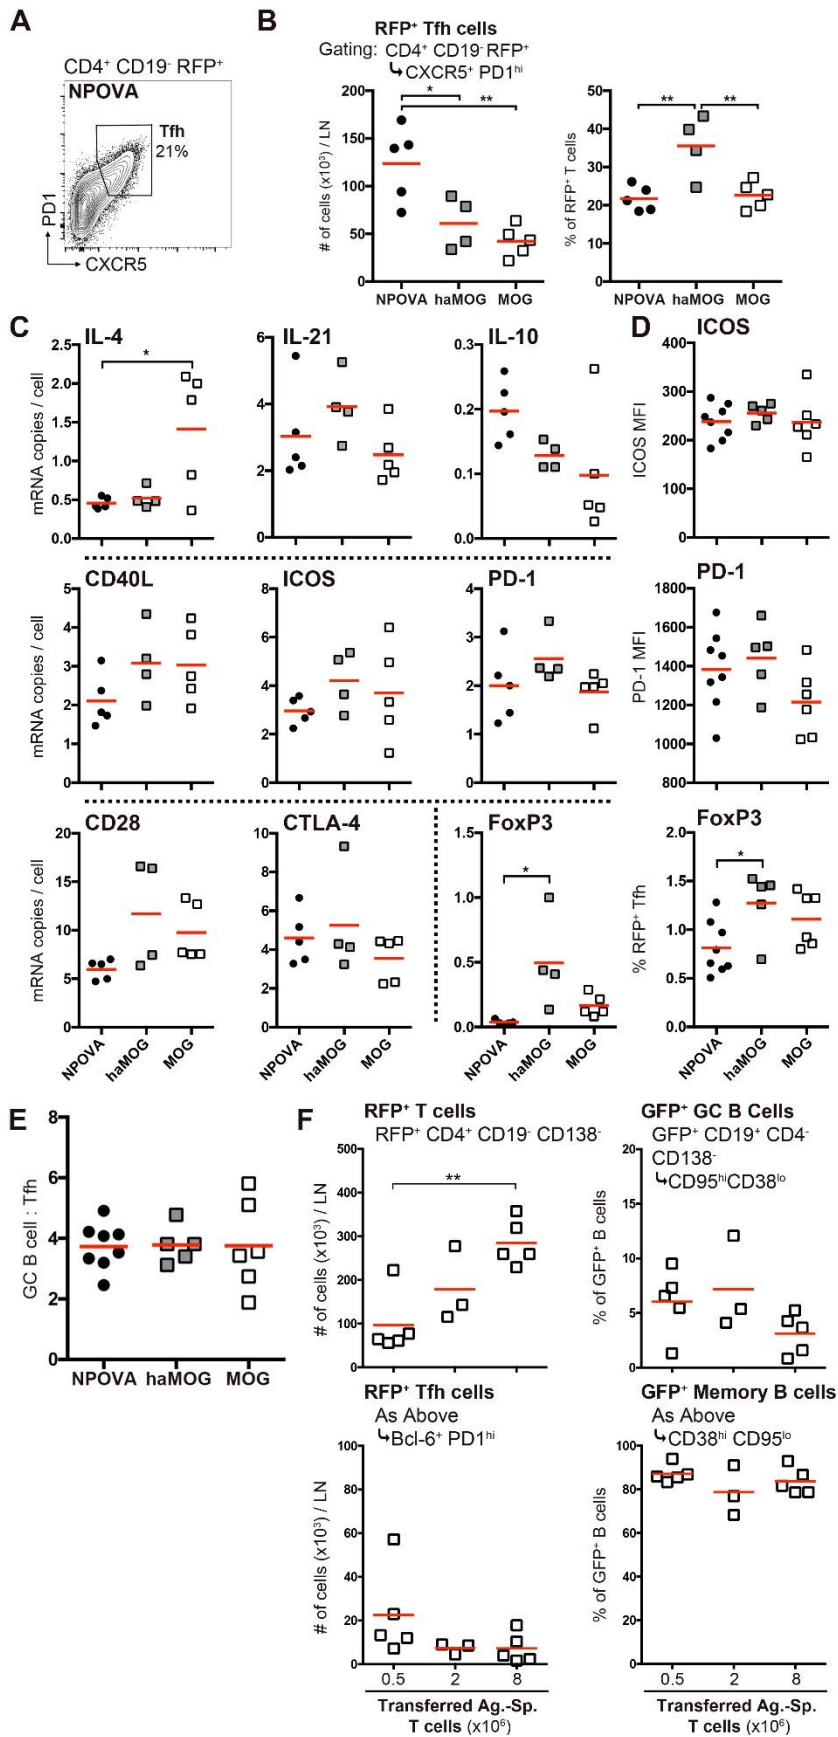 A
CD4⁺ CD19⁻ RFP⁺
NPOVA
Tfh
21%
PD1
CXCR5
B
RFP⁺ Tfh cells
Gating: CD4⁺ CD19⁻ RFP⁺
↳CXCR5⁺ PD1ʰⁱ
# of cells (x10³) / LN
200
150
100
50
0
*
**
NPOVA haMOG MOG
% of RFP⁺ T cells
50
40
30
20
10
0
** **
NPOVA haMOG MOG
C
IL-4
mRNA copies / cell
2.5
2.0
1.5
1.0
0.5
0.0
*
IL-21
6
4
2
0
IL-10
0.3
0.2
0.1
0.0
D
ICOS
ICOS MFI
400
300
200
100
0
CD40L
mRNA copies / cell
5
4
3
2
1
0
ICOS
8
6
4
2
0
PD-1
5
4
3
2
1
0
PD-1
PD-1 MFI
1800
1600
1400
1200
1000
800
CD28
mRNA copies / cell
20
15
10
5
0
NPOVA haMOG MOG
CTLA-4
10
8
6
4
2
0
NPOVA haMOG MOG
FoxP3
1.5
1.0
0.5
0.0
*
NPOVA haMOG MOG
FoxP3
% RFP⁺ Tfh
2.0
1.5
1.0
0.5
0.0
*
NPOVA haMOG MOG
E
GC B cell : Tfh
8
6
4
2
0
NPOVA haMOG MOG
F
RFP⁺ T cells
RFP⁺ CD4⁺ CD19⁻ CD138⁻
# of cells (x10³) / LN
500
400
300
200
100
0
**
GFP⁺ GC B Cells
GFP⁺ CD19⁺ CD4⁻
CD138⁻
↳CD95ʰⁱCD38ˡᵒ
% of GFP⁺ B cells
20
15
10
5
0
RFP⁺ Tfh cells
As Above
↳Bcl-6⁺ PD1ʰⁱ
# of cells (x10³) / LN
100
80
60
40
20
0
0.5 2 8
Transferred Ag.-Sp.
T cells (x10⁶)
GFP⁺ Memory B cells
As Above
↳CD38ʰⁱ CD95ˡᵒ
% of GFP⁺ B cells
100
80
60
40
20
0
0.5 2 8
Transferred Ag.-Sp.
T cells (x10⁶)